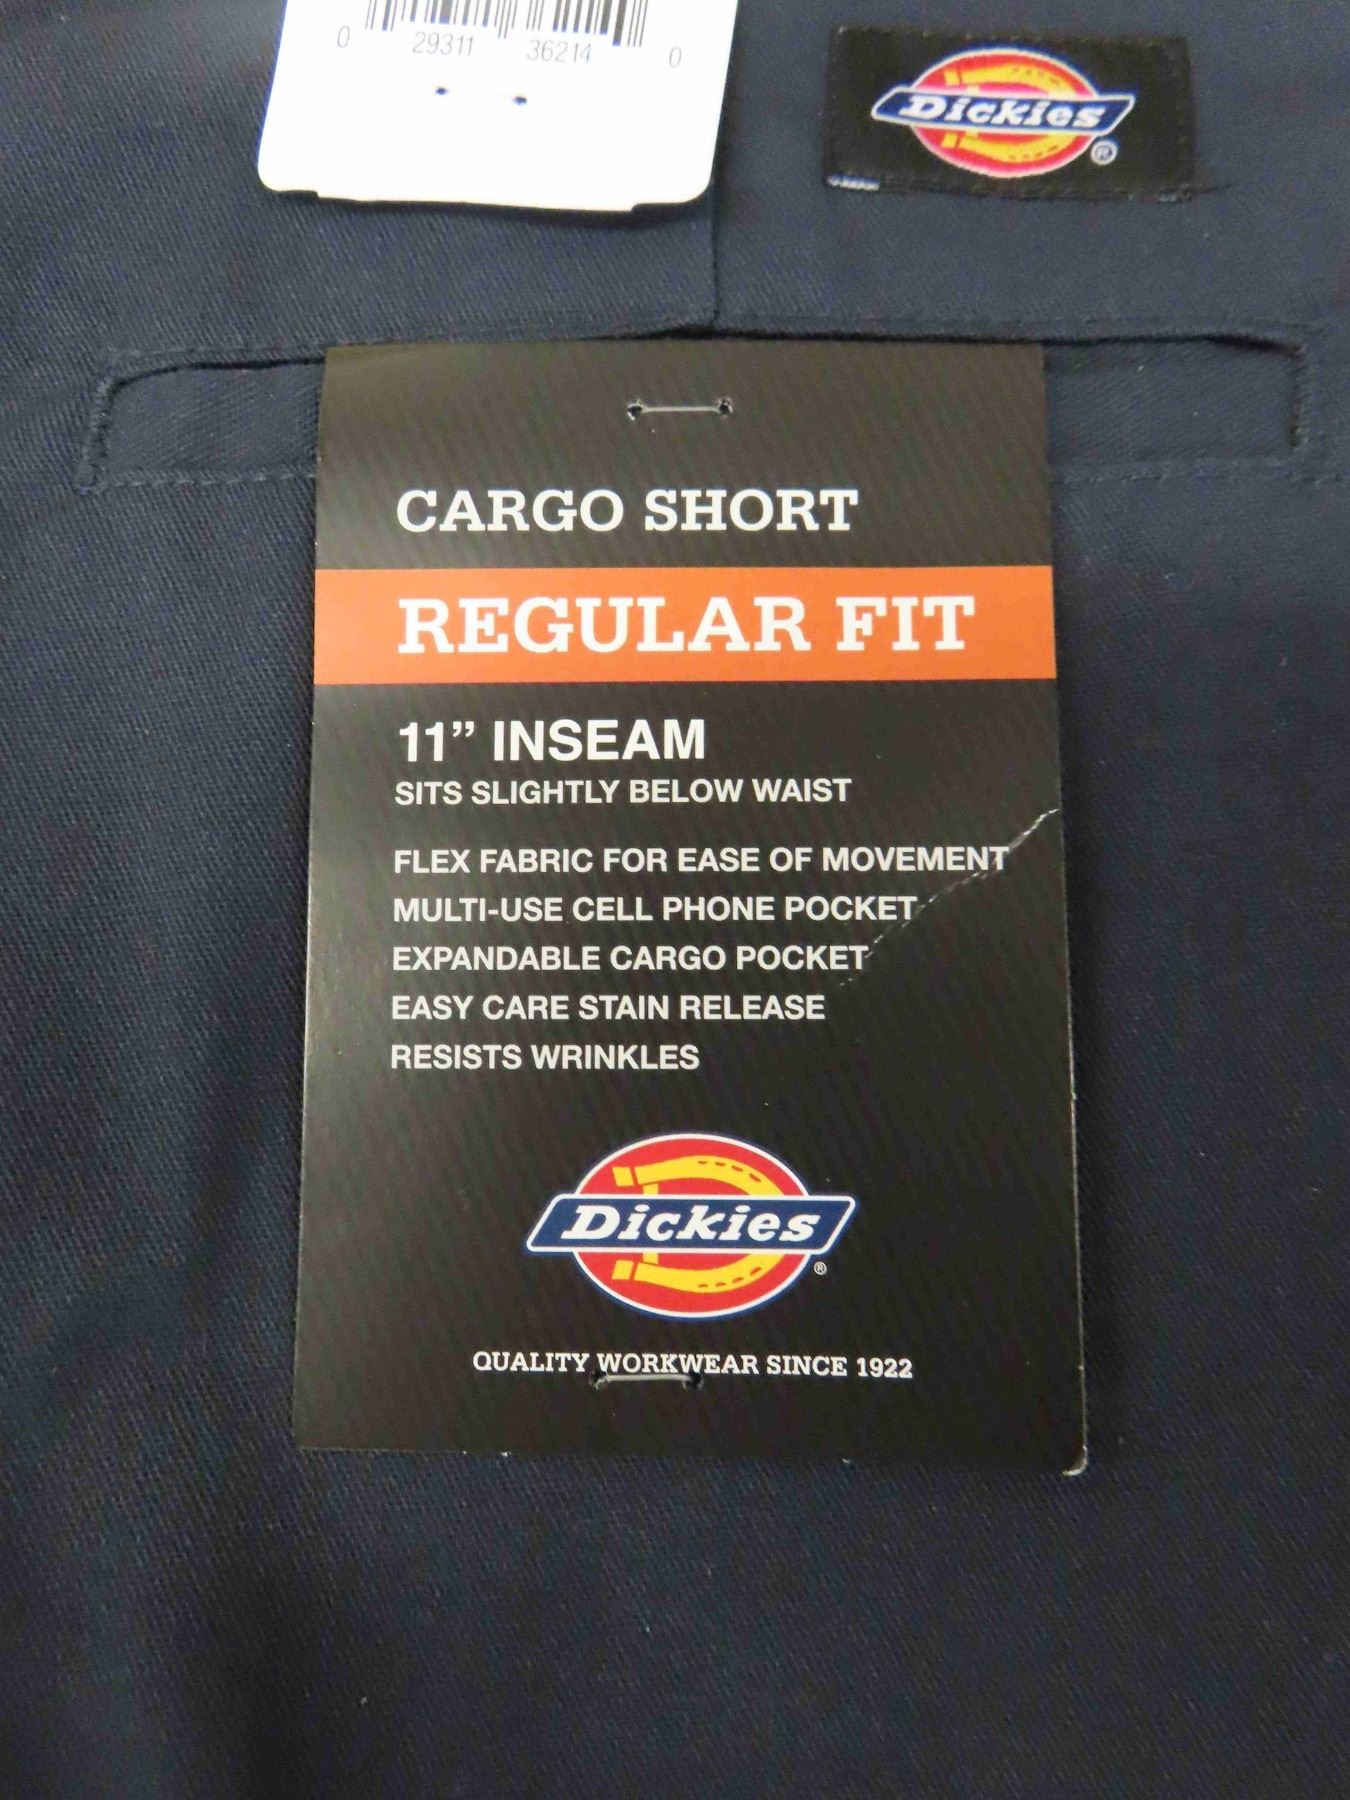 0 29311 36214 0
Dickies
®
CARGO SHORT
REGULAR FIT
11” INSEAM
SITS SLIGHTLY BELOW WAIST
FLEX FABRIC FOR EASE OF MOVEMENT
MULTI-USE CELL PHONE POCKET
EXPANDABLE CARGO POCKET
EASY CARE STAIN RELEASE
RESISTS WRINKLES
Dickies
®
QUALITY WORKWEAR SINCE 1922